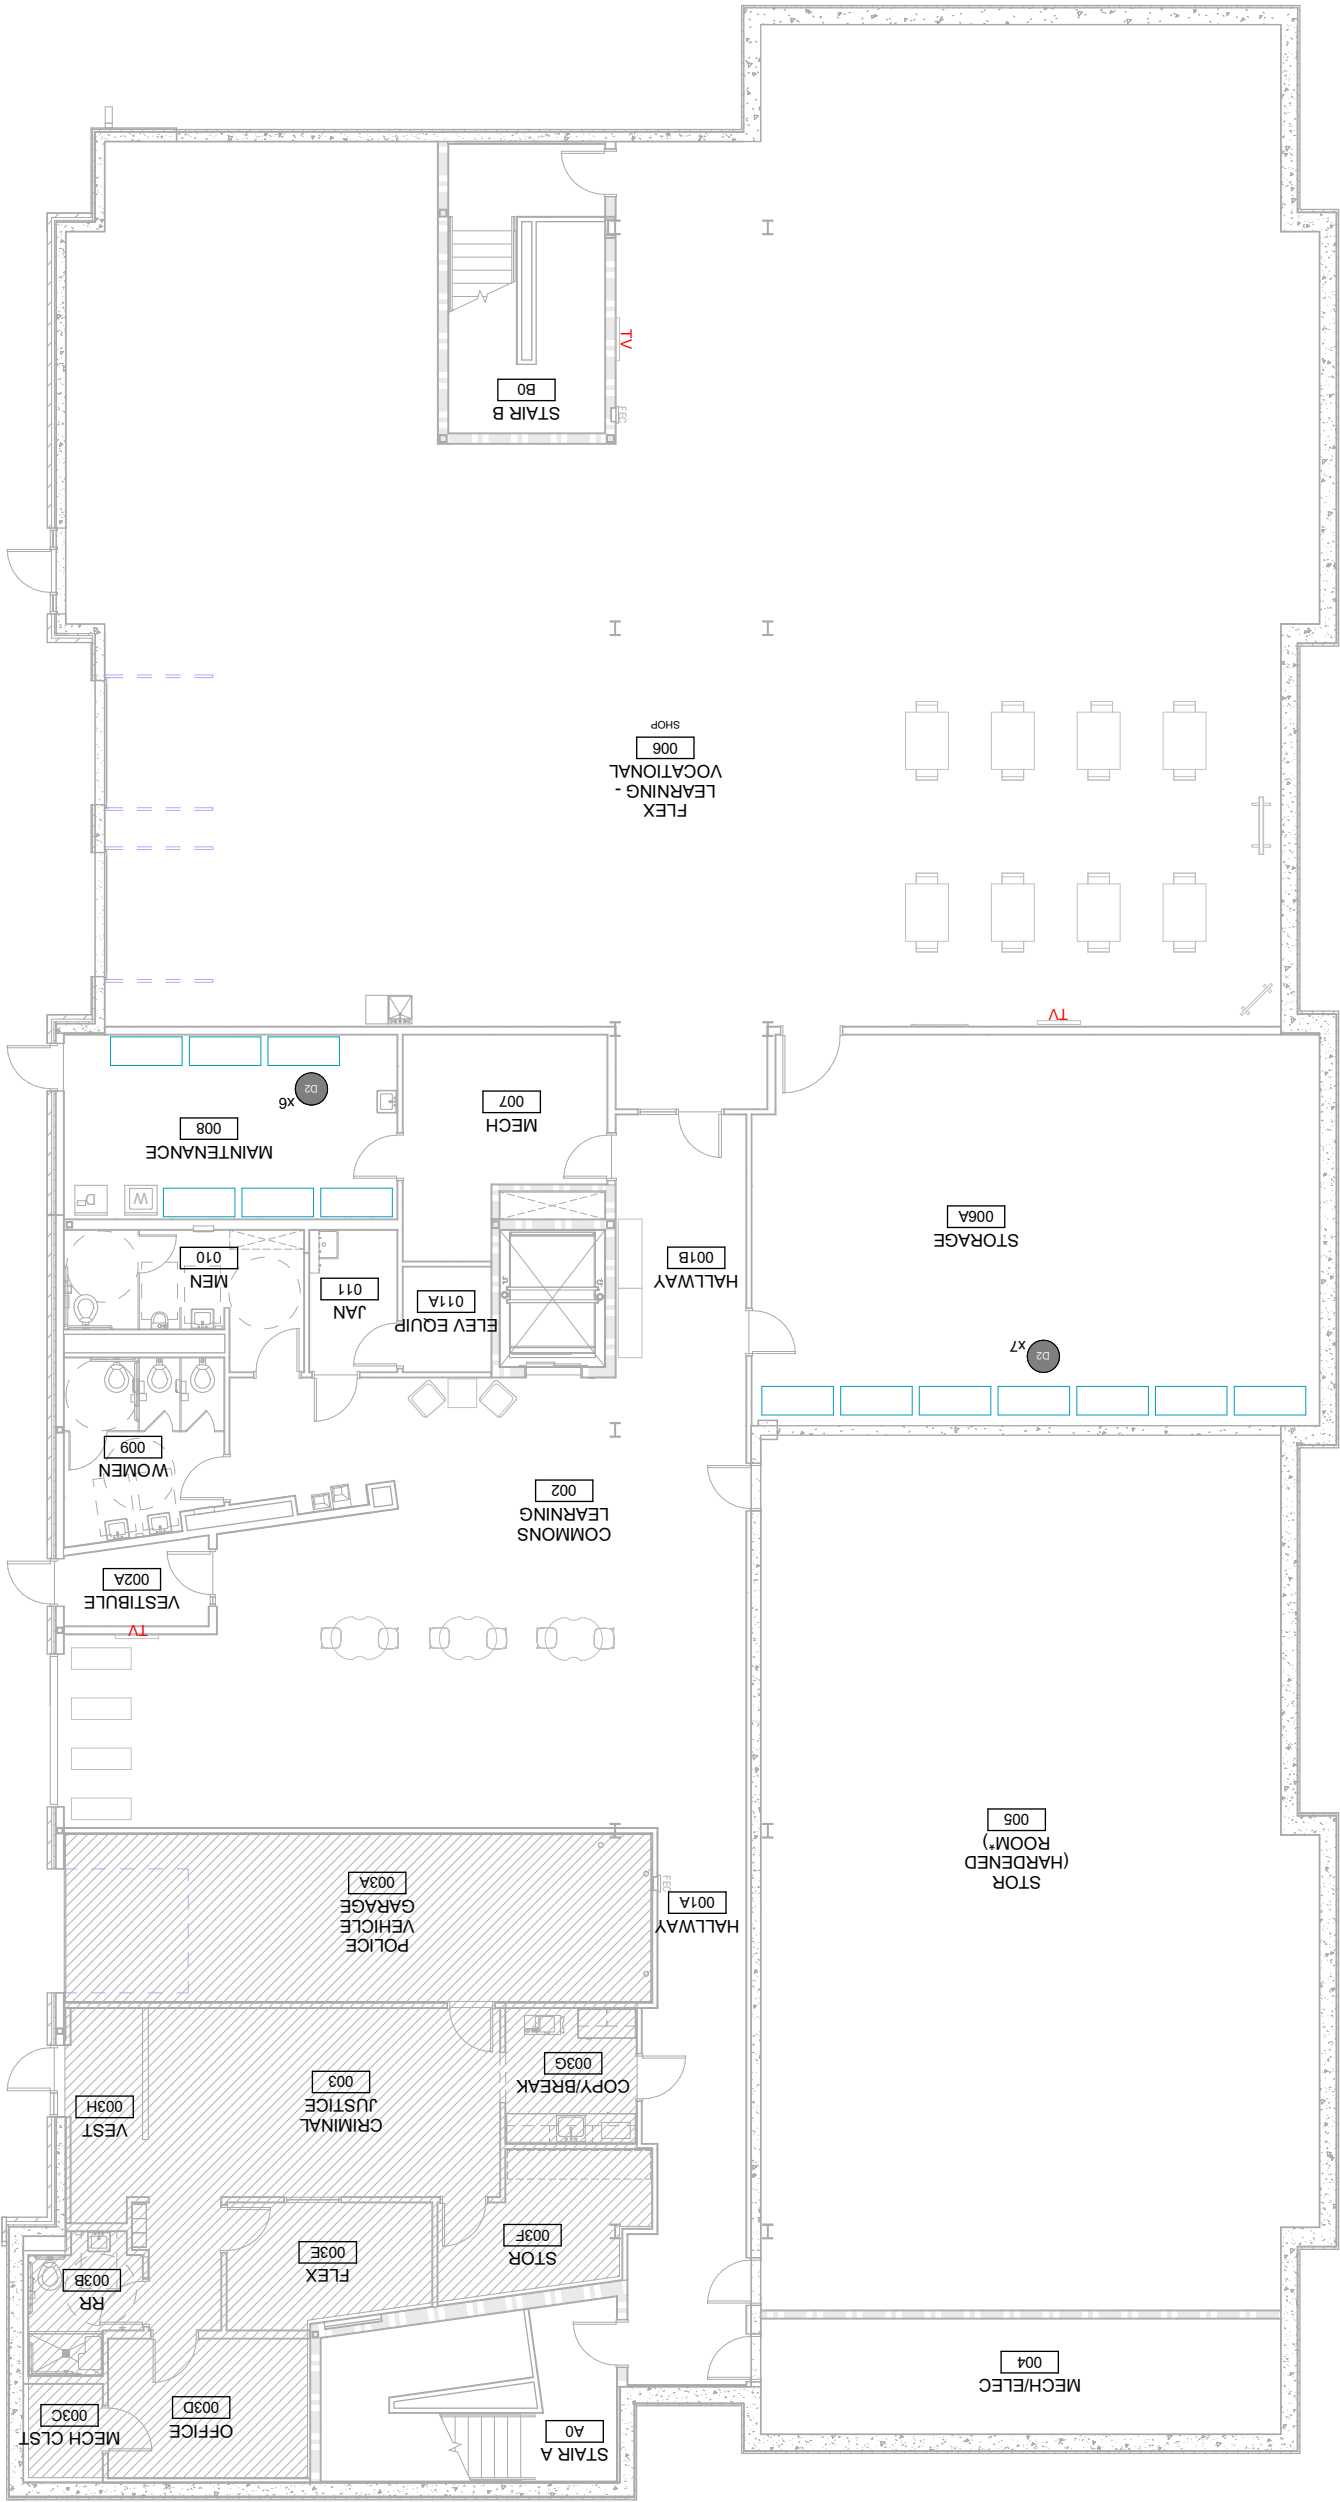 STAIR A
A0
MECH CLST
003C
OFFICE
003D
MECH/ELEC
004
RR
003B
FLEX
003E
STOR
003F
VEST
003H
CRIMINAL
JUSTICE
003
COPY/BREAK
003G
POLICE
VEHICLE
GARAGE
003A
HALLWAY
001A
FEC
STOR
(HARDENED
ROOM*)
005
TV
VESTIBULE
002A
COMMONS
LEARNING
002
WOMEN
009
D2
x7
ELEV EQUIP
011A
JAN
011
MEN
010
HALLWAY
001B
STORAGE
006A
W
D
MAINTENANCE
008
MECH
007
D2
x6
TV
FLEX
LEARNING -
VOCATIONAL
006
SHOP
STAIR B
B0
FEC
TV